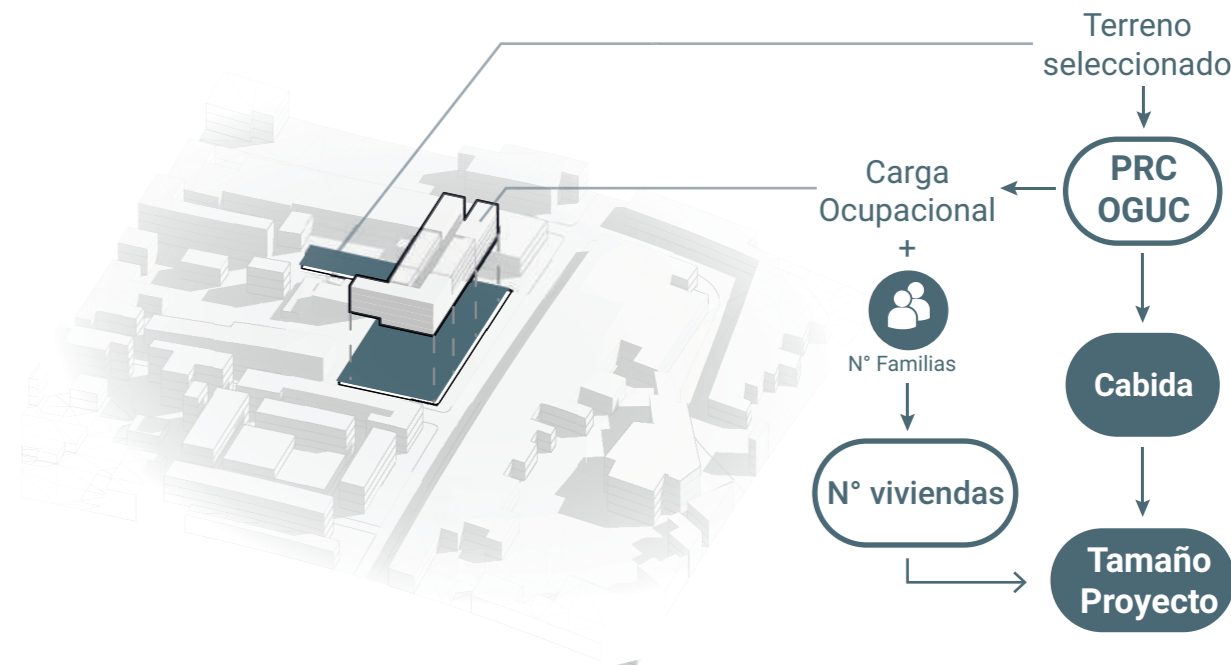 Terreno
seleccionado
PRC
OGUC
Carga
Ocupacional
+
N° Familias
Cabida
N° viviendas
Tamaño
Proyecto